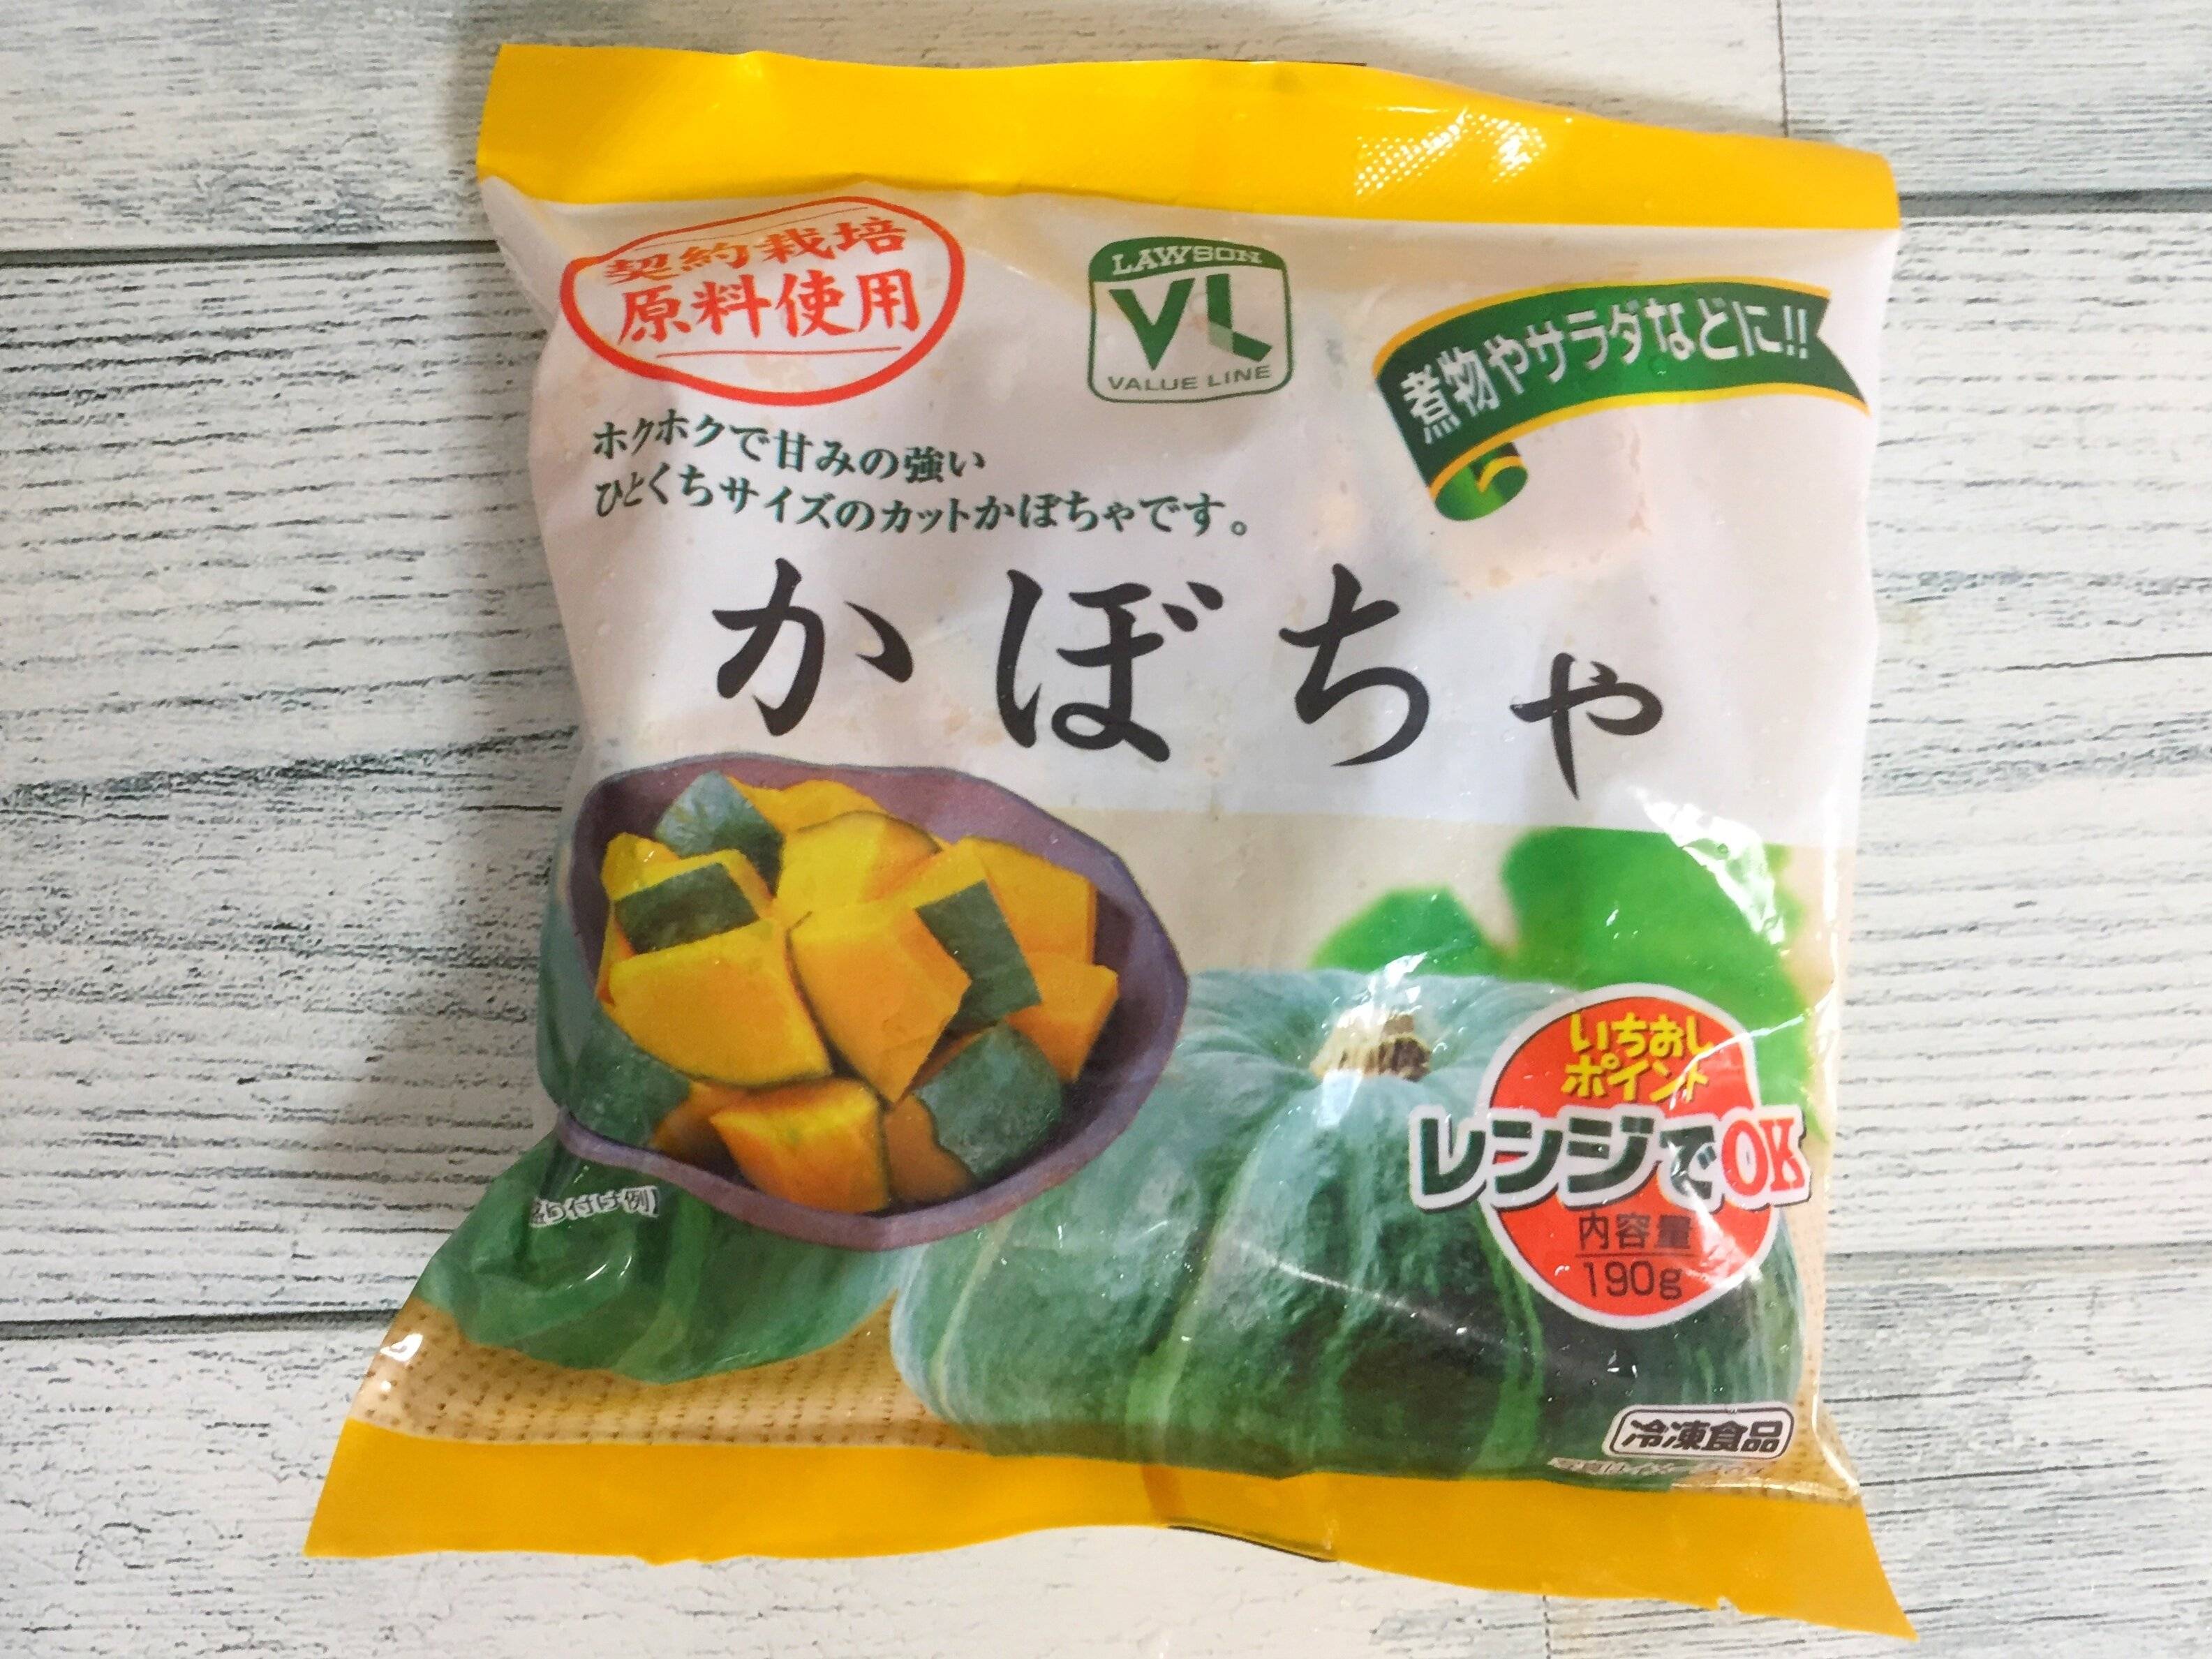 契約栽培
原料使用
LAWSON
VL
VALUE LINE
煮物やサラダなどに!!
ホクホクで甘みの強い
ひとくちサイズのカットかぼちゃです。
かぼちゃ
いちおし
ポイント
レンジでOK
内容量
190g
盛り付け例】
冷凍食品